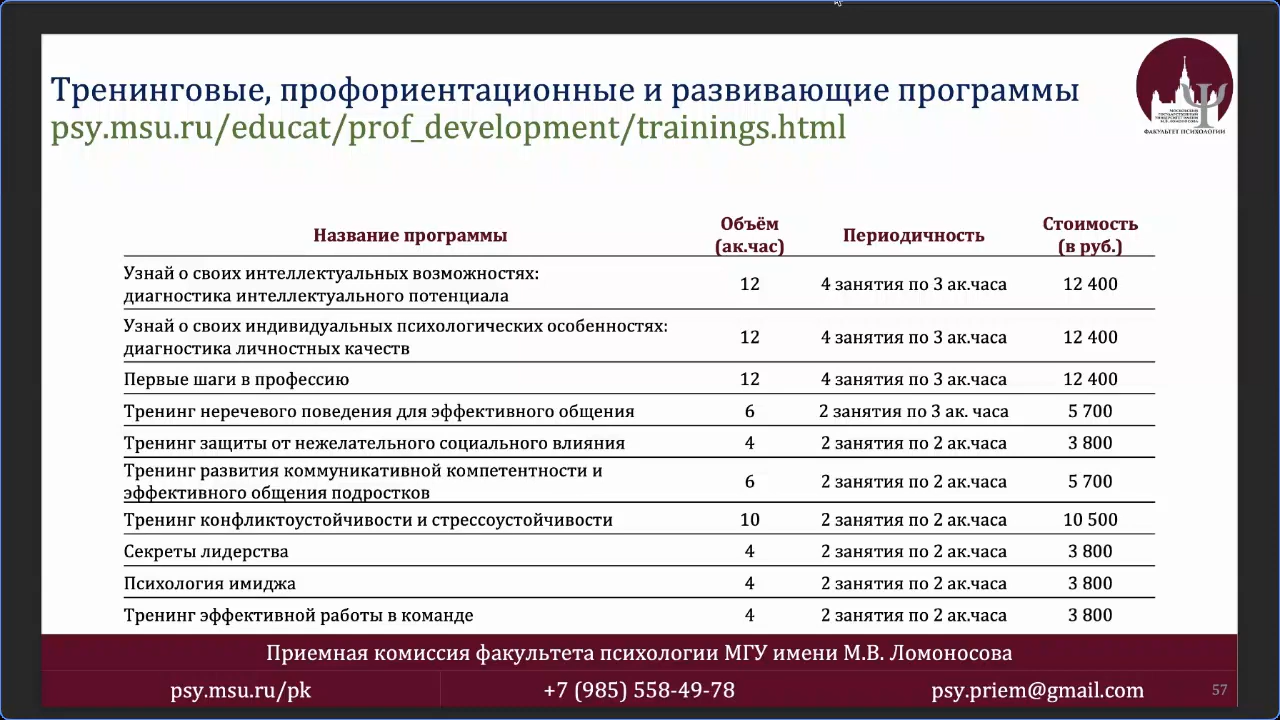 Тренинговые, профориентационные и развивающие программы
psy.msu.ru/educat/prof_development/trainings.html
МОСКОВСКИЙ
ГОСУДАРСТВЕННЫЙ
УНИВЕРСИТЕТ ИМЕНИ
М.В. ЛОМОНОСОВА
ФАКУЛЬТЕТ ПСИХОЛОГИИ
Название программы Объём (ак.час) Периодичность Стоимость (в руб.)
Узнай о своих интеллектуальных возможностях:
диагностика интеллектуального потенциала 12 4 занятия по 3 ак.часа 12 400
Узнай о своих индивидуальных психологических особенностях:
диагностика личностных качеств 12 4 занятия по 3 ак.часа 12 400
Первые шаги в профессию 12 4 занятия по 3 ак.часа 12 400
Тренинг неречевого поведения для эффективного общения 6 2 занятия по 3 ак. часа 5 700
Тренинг защиты от нежелательного социального влияния 4 2 занятия по 2 ак.часа 3 800
Тренинг развития коммуникативной компетентности и
эффективного общения подростков 6 2 занятия по 2 ак.часа 5 700
Тренинг конфликтоустойчивости и стрессоустойчивости 10 2 занятия по 2 ак.часа 10 500
Секреты лидерства 4 2 занятия по 2 ак.часа 3 800
Психология имиджа 4 2 занятия по 2 ак.часа 3 800
Тренинг эффективной работы в команде 4 2 занятия по 2 ак.часа 3 800
Приемная комиссия факультета психологии МГУ имени М.В. Ломоносова
psy.msu.ru/pk +7 (985) 558-49-78 psy.priem@gmail.com 57